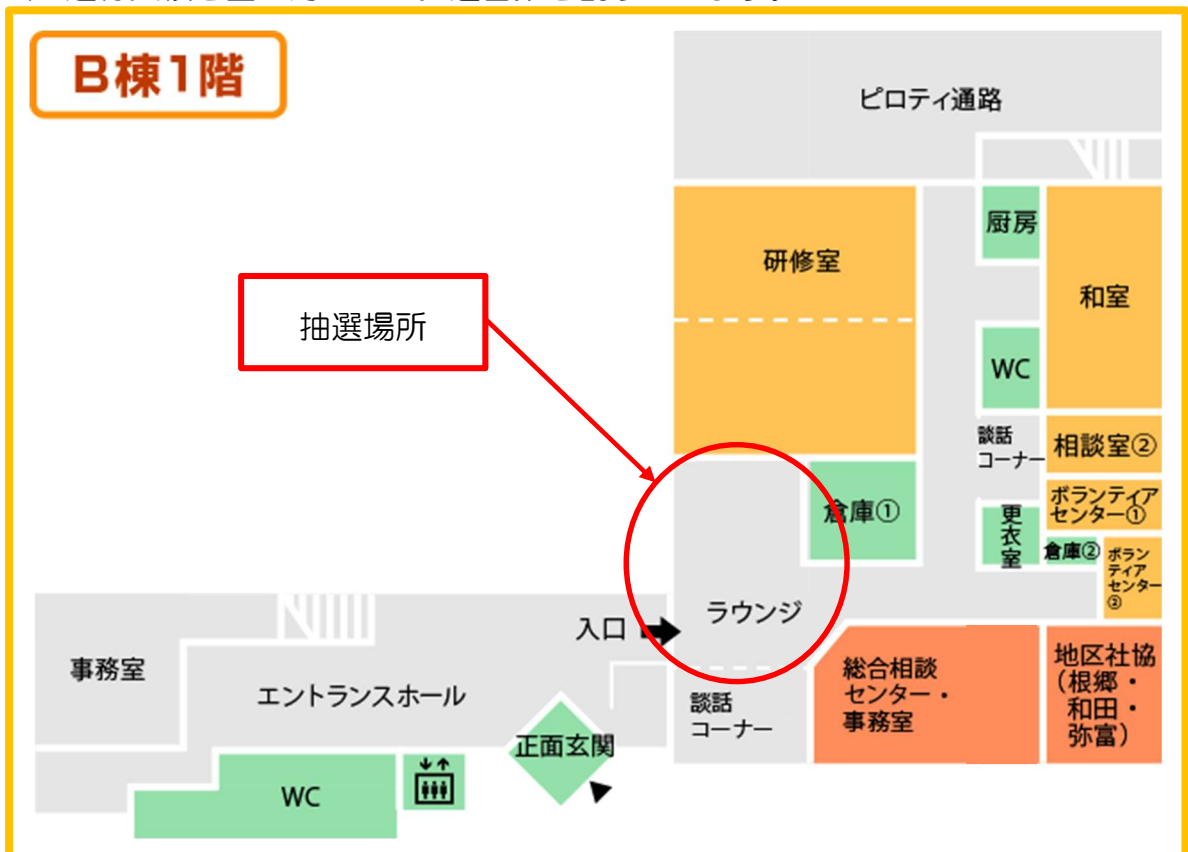 B棟1階
ピロティ通路
厨房
研修室
和室
抽選場所
WC
談話
コーナー
相談室②
ボランティア
センター①
倉庫①
更衣室
倉庫②
ボラン
ティア
センター
②
ラウンジ
入口
事務室
エントランスホール
総合相談
センター・
事務室
地区社協
（根郷・
和田・
弥富）
談話
コーナー
正面玄関
WC